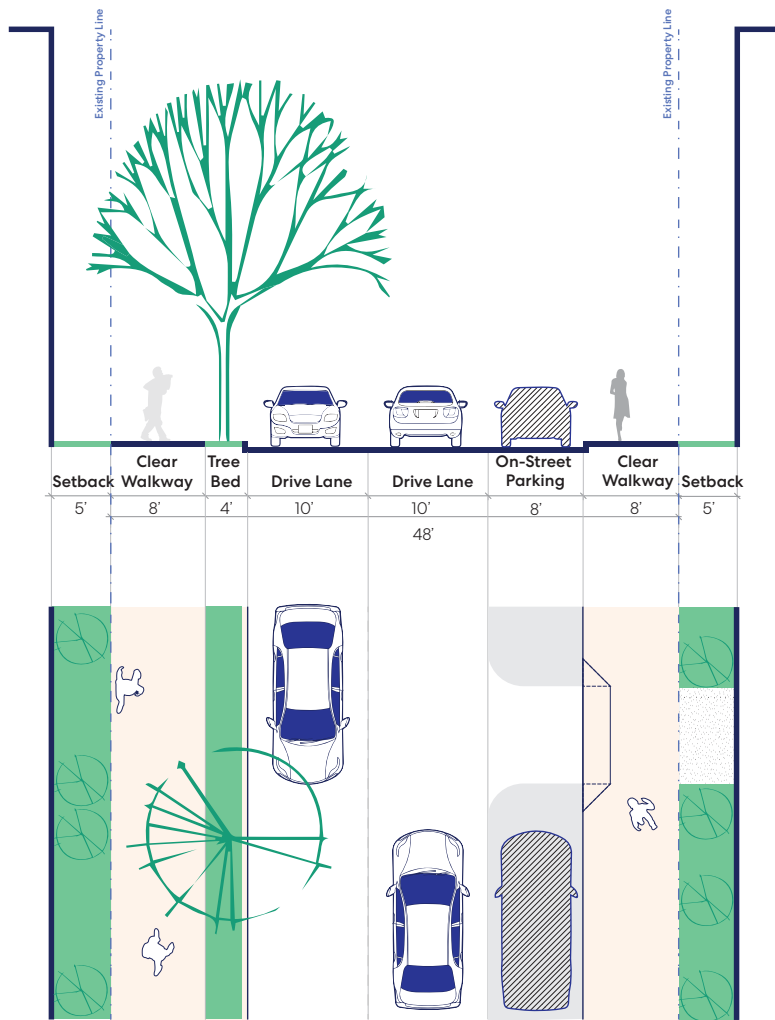 Existing Property Line
Existing Property Line
Setback
Clear
Walkway
Tree
Bed
Drive Lane
Drive Lane
On-Street
Parking
Clear
Walkway
Setback
5’
8’
4’
10’
10’
8’
8’
5’
48’